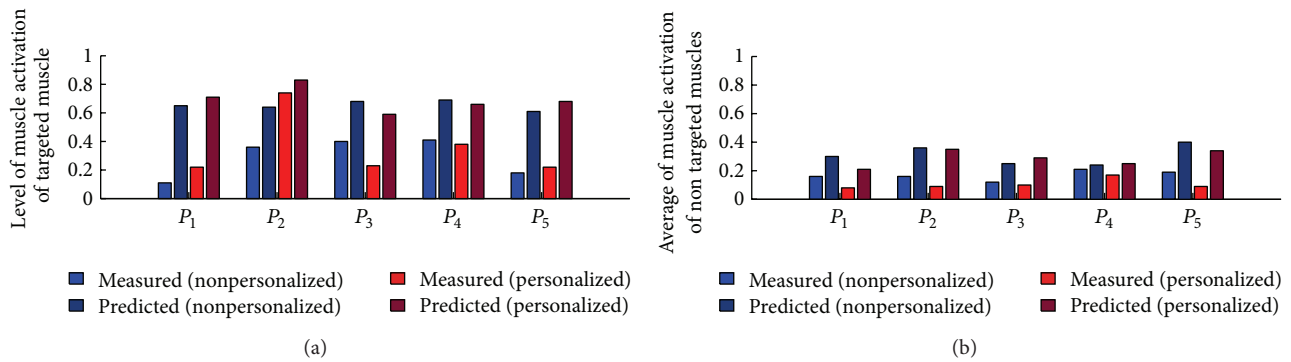 Level of muscle activation
of targeted muscle
1
0.8
0.6
0.4
0.2
0
P1
P2
P3
P4
P5
Measured (nonpersonalized)
Predicted (nonpersonalized)
Measured (personalized)
Predicted (personalized)
(a)
Average of muscle activation
of non targeted muscles
1
0.8
0.6
0.4
0.2
0
P1
P2
P3
P4
P5
Measured (nonpersonalized)
Predicted (nonpersonalized)
Measured (personalized)
Predicted (personalized)
(b)